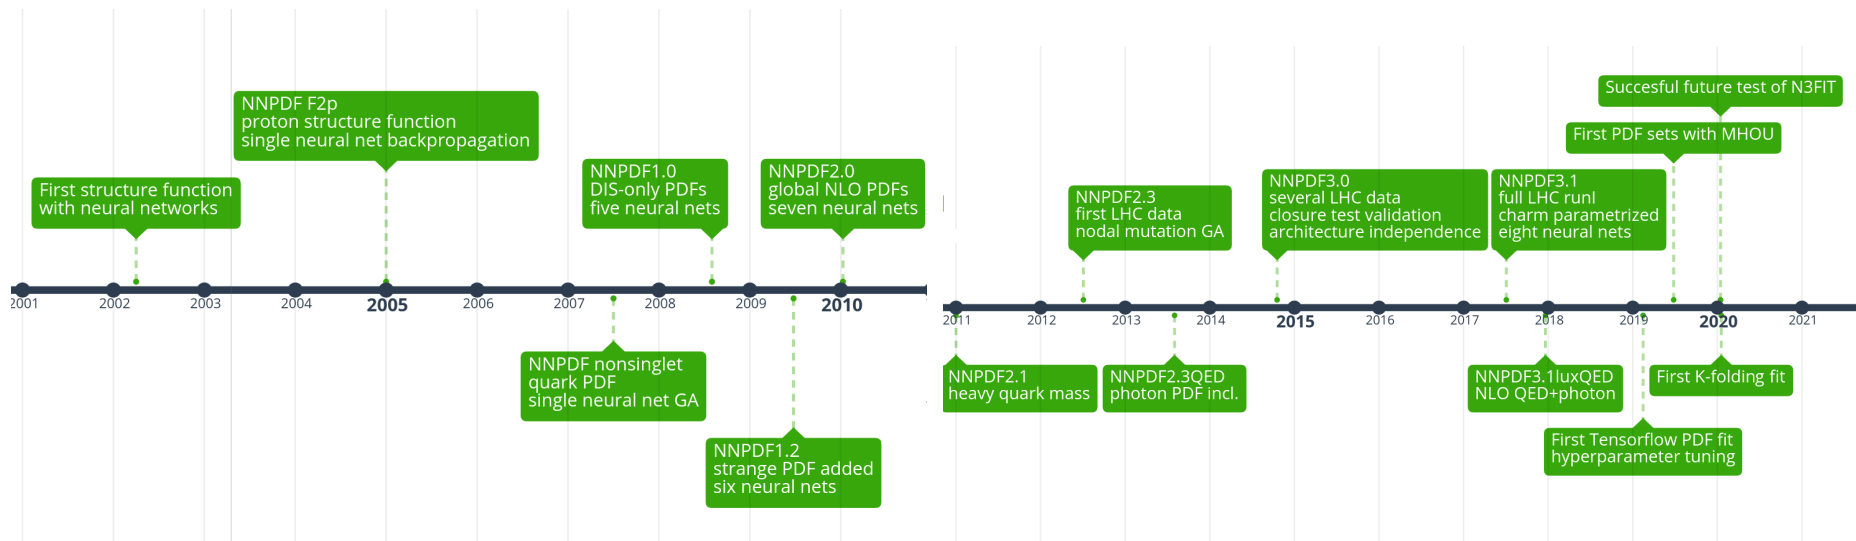 First structure function
with neural networks
NNPDF F2p
proton structure function
single neural net backpropagation
NNPDF1.0
DIS-only PDFs
five neural nets
NNPDF2.0
global NLO PDFs
seven neural nets
2001
2002
2003
2004
2005
2006
2007
2008
2009
2010
NNPDF nonsinglet
quark PDF
single neural net GA
NNPDF1.2
strange PDF added
six neural nets
Succesful future test of N3FIT
First PDF sets with MHOU
NNPDF2.3
first LHC data
nodal mutation GA
NNPDF3.0
several LHC data
closure test validation
architecture independence
NNPDF3.1
full LHC runI
charm parametrized
eight neural nets
2011
2012
2013
2014
2015
2016
2017
2018
2019
2020
2021
NNPDF2.1
heavy quark mass
NNPDF2.3QED
photon PDF incl.
NNPDF3.1luxQED
NLO QED+photon
First K-folding fit
First Tensorflow PDF fit
hyperparameter tuning